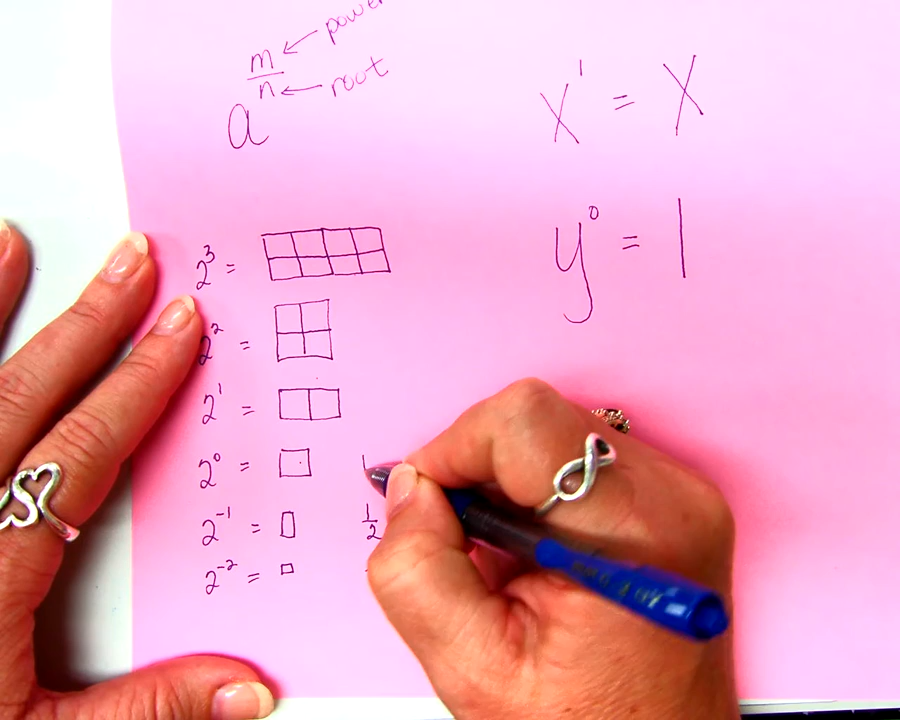 m ← power
n ← root
a
x¹ = x
y⁰ = 1
2³ =
2² =
2¹ =
2⁰ =
2⁻¹ = 1/2
2⁻² =